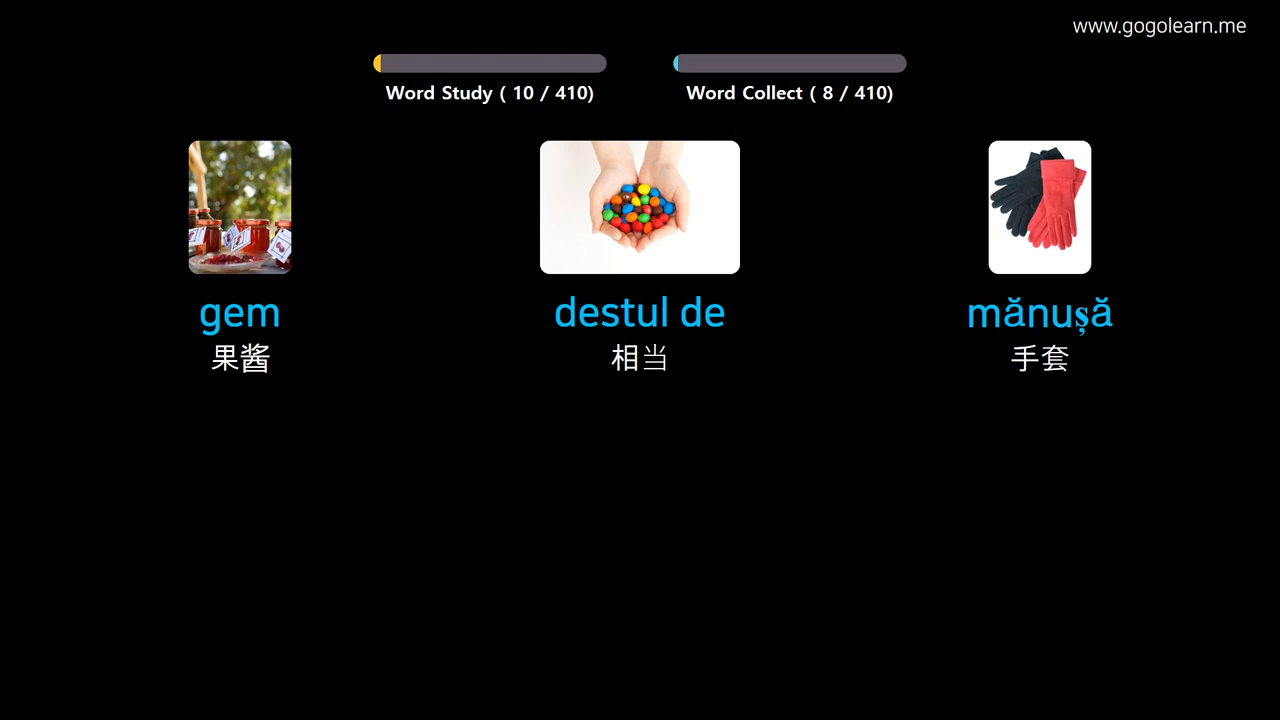 www.gogolearn.me
Word Study ( 10 / 410)
Word Collect ( 8 / 410)
gem
果酱
destul de
相当
mănușă
手套